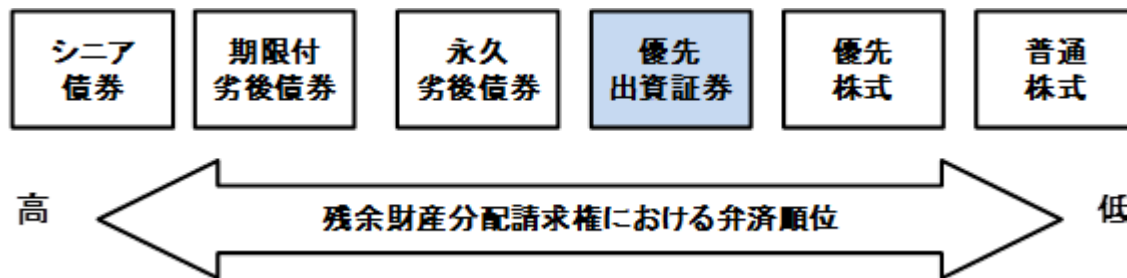 シニア
債券
期限付
劣後債券
永久
劣後債券
優先
出資証券
優先
株式
普通
株式
高
残余財産分配請求権における弁済順位
低